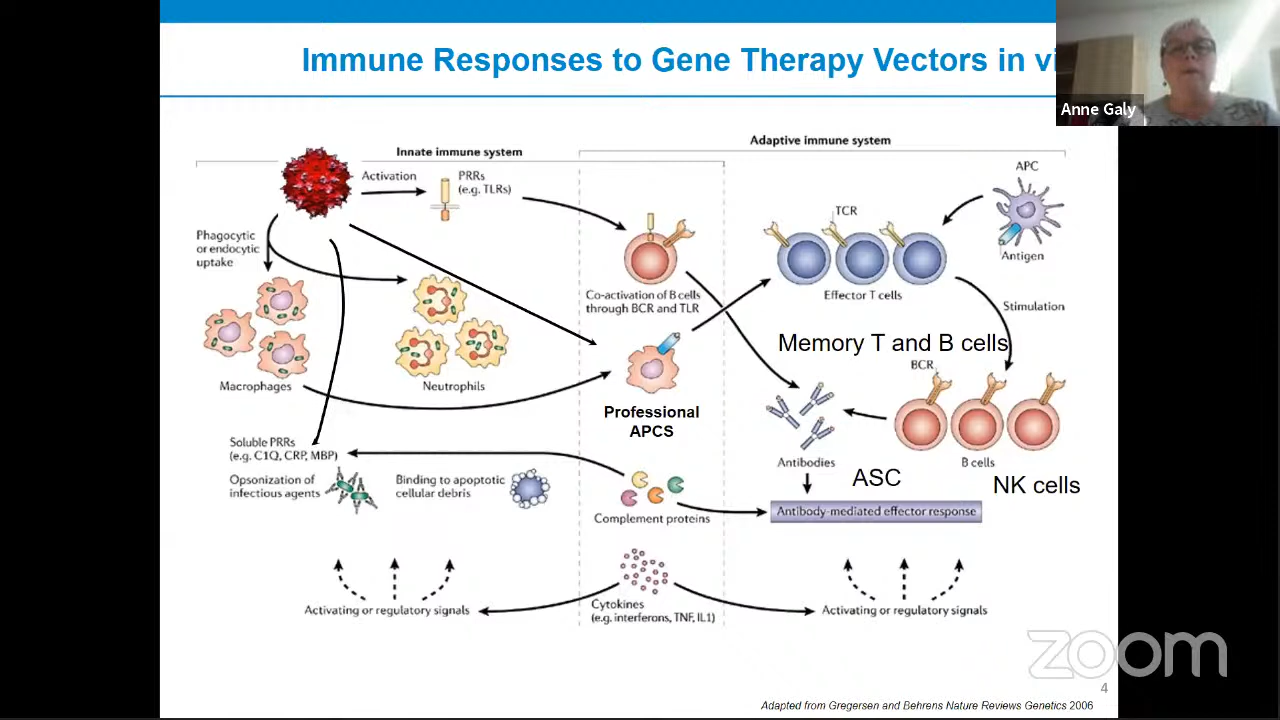 Immune Responses to Gene Therapy Vectors in vi
Anne Galy
Innate immune system
Adaptive immune system
Activation
PRRs
(e.g. TLRs)
APC
TCR
Phagocytic
or endocytic
uptake
Antigen
Co-activation of B cells
through BCR and TLR
Effector T cells
Stimulation
Memory T and B cells
BCR
Macrophages
Neutrophils
Professional
APCS
Soluble PRRs
(e.g. C1Q, CRP, MBP)
Antibodies
B cells
Opsonization of
infectious agents
Binding to apoptotic
cellular debris
ASC
NK cells
Complement proteins
Antibody-mediated effector response
Cytokines
(e.g. interferons, TNF, IL1)
Activating or regulatory signals
Activating or regulatory signals
zoom
4
Adapted from Gregersen and Behrens Nature Reviews Genetics 2006